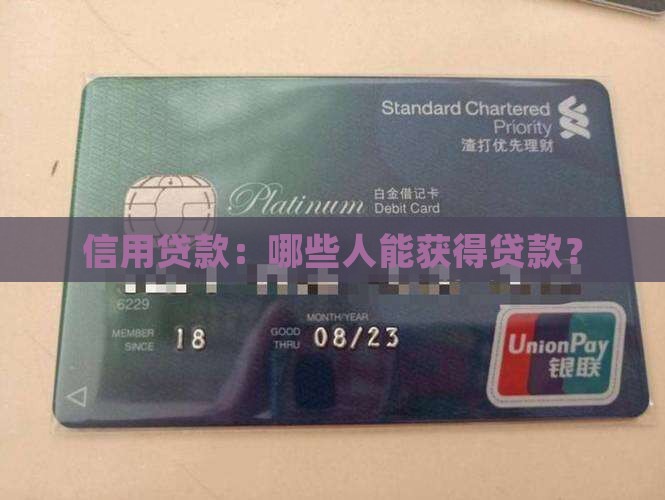 Standard Chartered
Priority
渣打优先理财
Platinum
白金借记卡
Debit Card
信用贷款：哪些人能获得贷款？
6229
MONTH/YEAR
MEMBER SINCE 18
GOOD THRU 08/23
UnionPay
银联